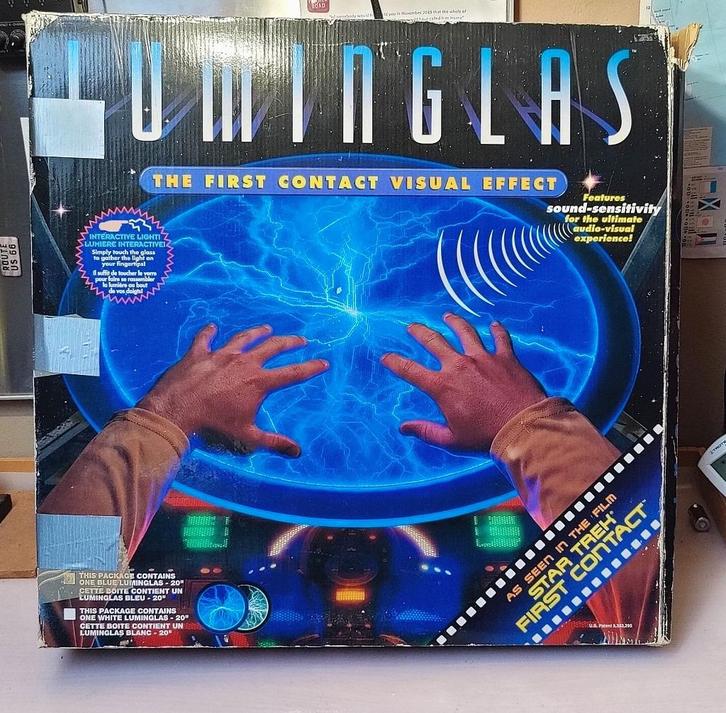 LUMINGLAS
THE FIRST CONTACT VISUAL EFFECT
Features
sound-sensitivity
for the ultimate
audio-visual
experience!
INTERACTIVE LIGHT!
LUMIERE INTERACTIVE!
Simply touch the glass
to gather the light on
your fingertips!
Il suffit de toucher le verre
pour faire se rassembler
la lumière au bout
de vos doigts!
AS SEEN IN THE FILM
STAR TREK
FIRST CONTACT™
THIS PACKAGE CONTAINS
ONE BLUE LUMINGLAS - 20"
CETTE BOITE CONTIENT UN
LUMINGLAS BLEU - 20"
THIS PACKAGE CONTAINS
ONE WHITE LUMINGLAS - 20"
CETTE BOITE CONTIENT UN
LUMINGLAS BLANC - 20"
ROUTE
US 66